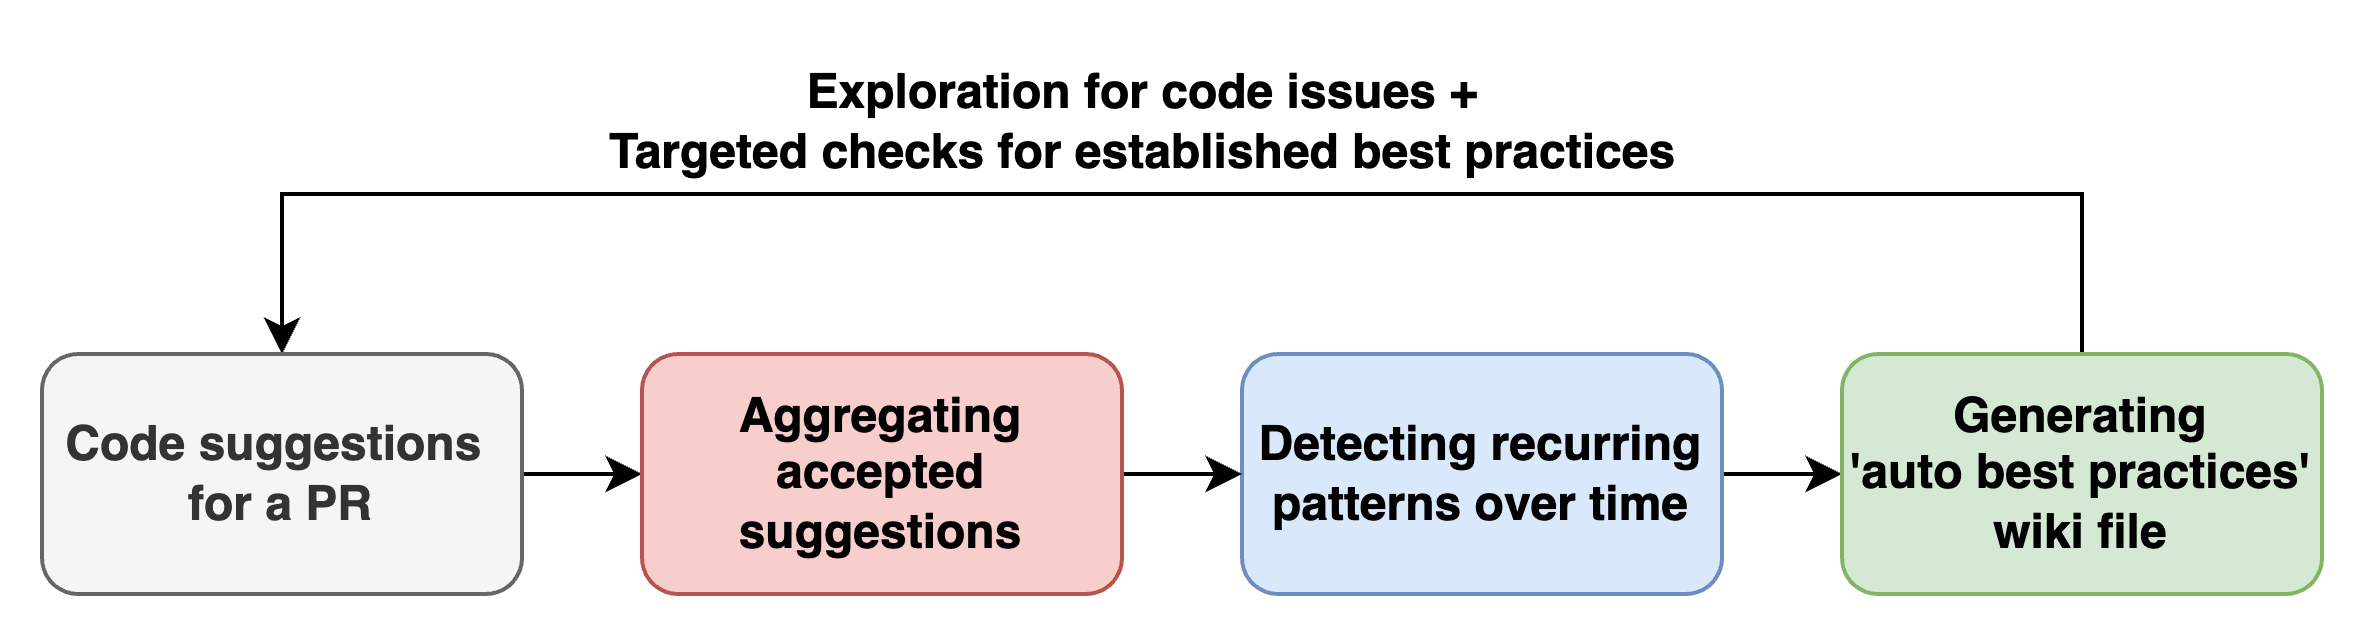 Exploration for code issues +
Targeted checks for established best practices
Code suggestions
for a PR
Aggregating
accepted
suggestions
Detecting recurring
patterns over time
Generating
'auto best practices'
wiki file